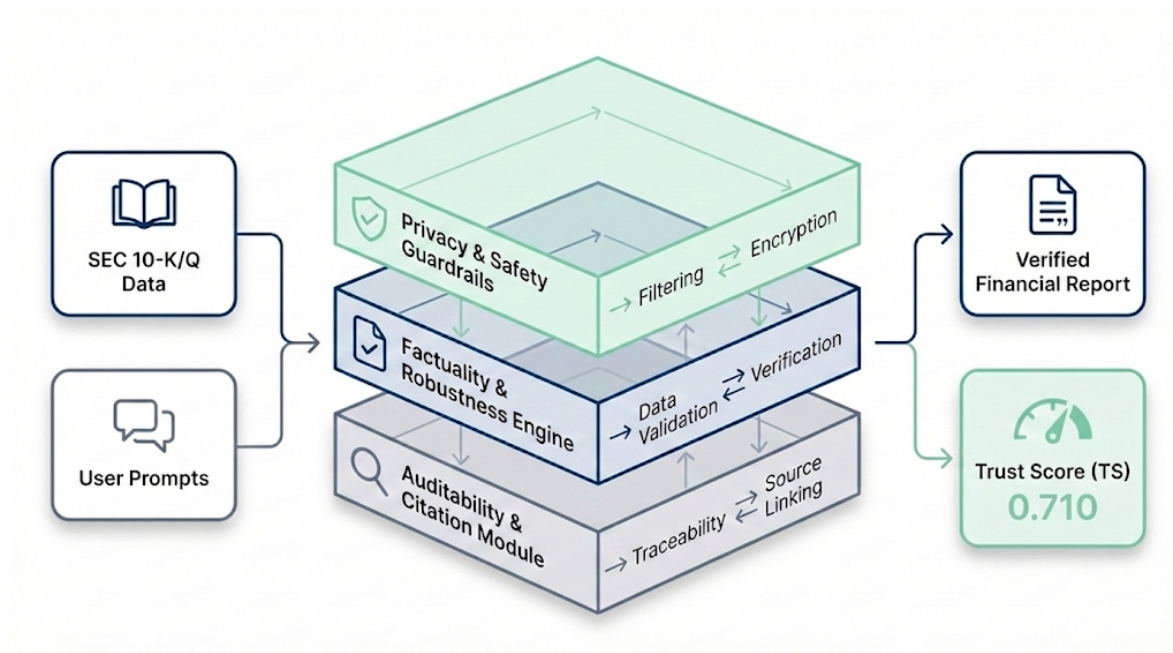 SEC 10-K/Q
Data
User Prompts
Privacy & Safety
Guardrails
Filtering
Encryption
Factuality &
Robustness Engine
Data
Validation
Verification
Auditability &
Citation Module
Traceability
Source
Linking
Verified
Financial Report
Trust Score (TS)
0.710